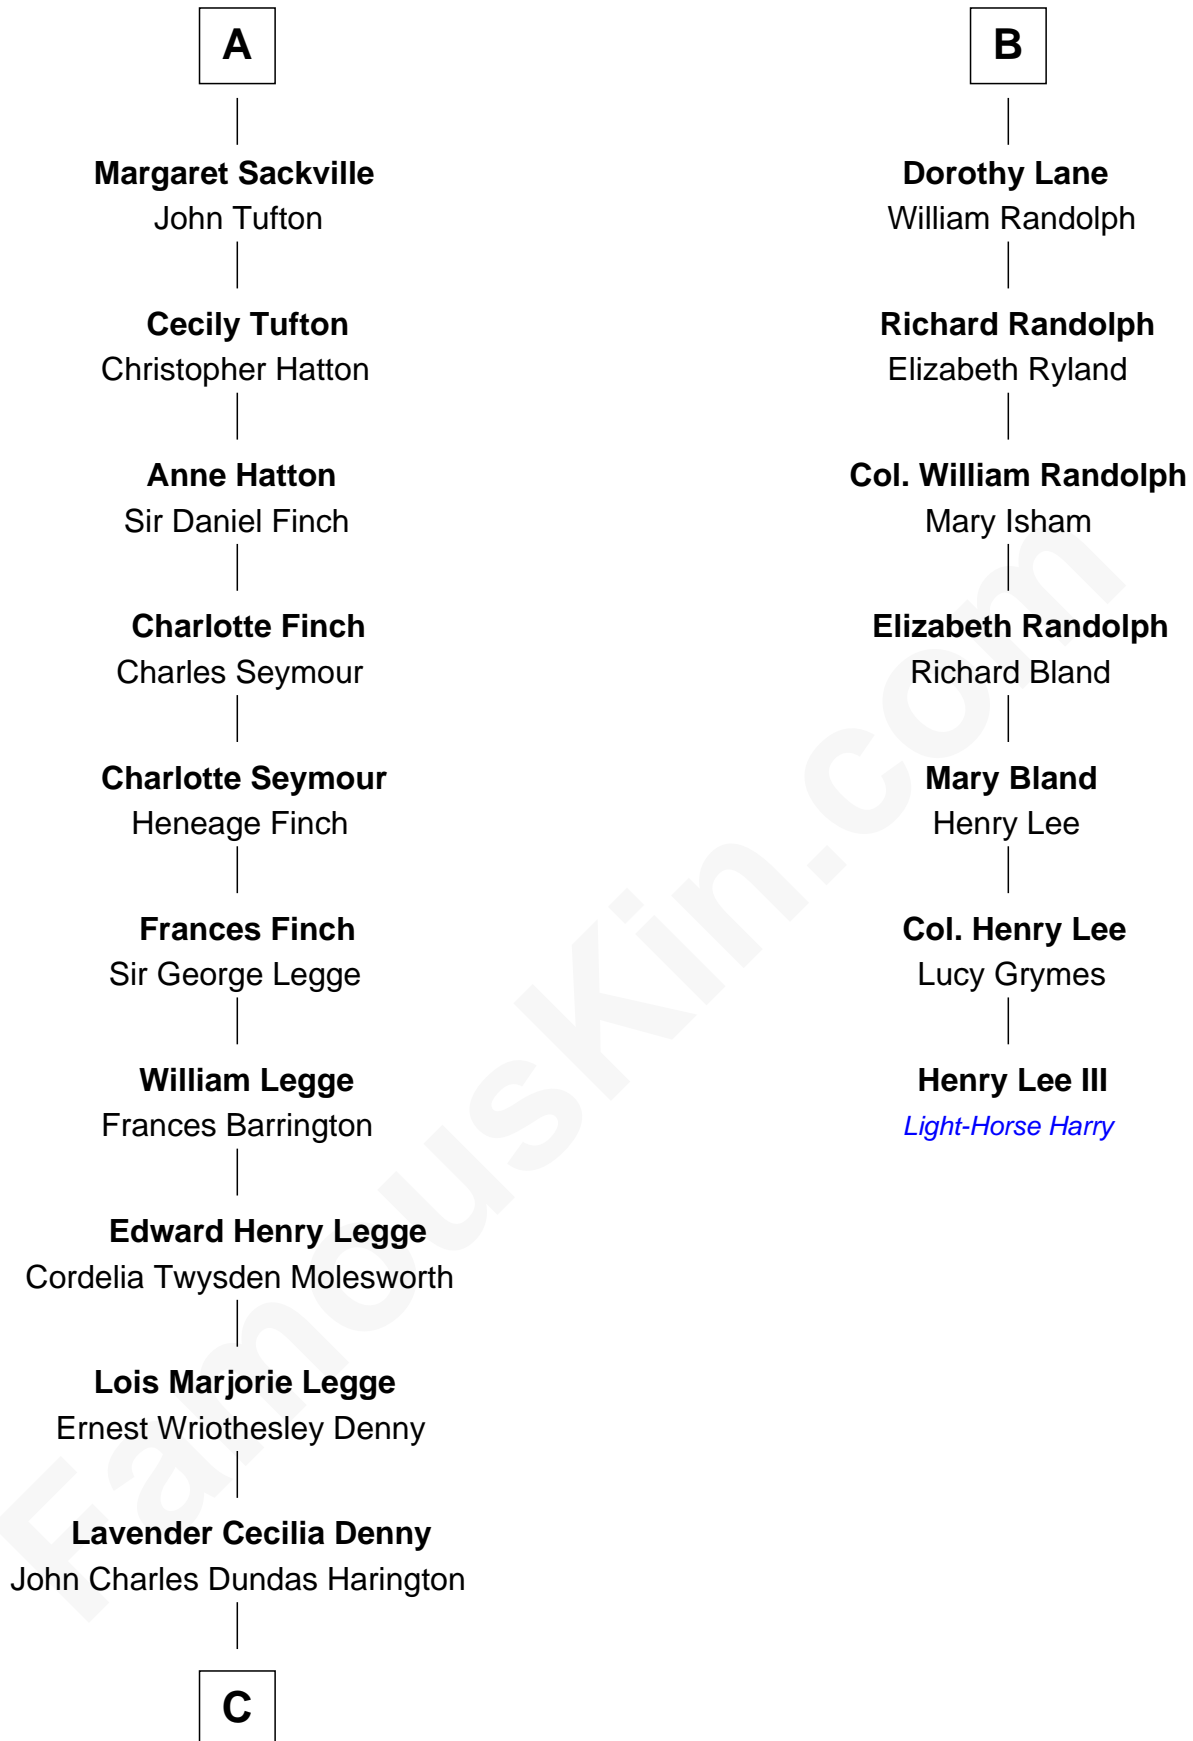 A
Margaret Sackville
John Tufton
Cecily Tufton
Christopher Hatton
Anne Hatton
Sir Daniel Finch
Charlotte Finch
Charles Seymour
Charlotte Seymour
Heneage Finch
Frances Finch
Sir George Legge
William Legge
Frances Barrington
Edward Henry Legge
Cordelia Twysden Molesworth
Lois Marjorie Legge
Ernest Wriothesley Denny
Lavender Cecilia Denny
John Charles Dundas Harington
C
B
Dorothy Lane
William Randolph
Richard Randolph
Elizabeth Ryland
Col. William Randolph
Mary Isham
Elizabeth Randolph
Richard Bland
Mary Bland
Henry Lee
Col. Henry Lee
Lucy Grymes
Henry Lee III
Light-Horse Harry
FamousKin.com